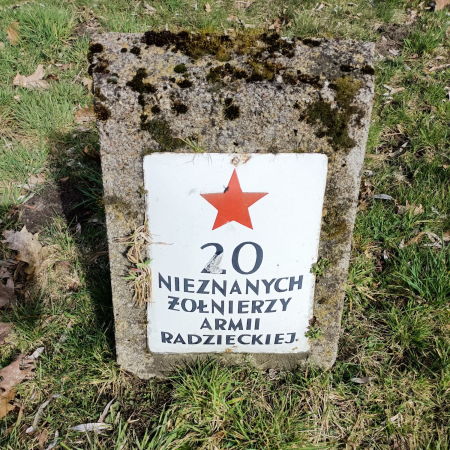 20
NIEZNANYCH
ŻOŁNIERZY
ARMII
RADZIECKIEJ.